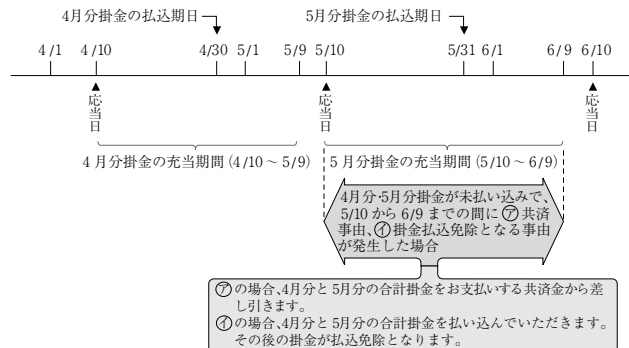 4月分掛金の払込期日 5月分掛金の払込期日
4/1 4/10 4/30 5/1 5/9 5/10 5/31 6/1 6/9 6/10
応当日 応当日 応当日
4月分掛金の充当期間(4/10～5/9) 5月分掛金の充当期間(5/10～6/9)
4月分・5月分掛金が未払い込みで、
5/10から6/9までの間に㋐共済
事由、㋑掛金払込免除となる事由
が発生した場合
㋐の場合、4月分と5月分の合計掛金をお支払いする共済金から差
し引きます。
㋑の場合、4月分と5月分の合計掛金を払い込んでいただきます。
その後の掛金が払込免除となります。